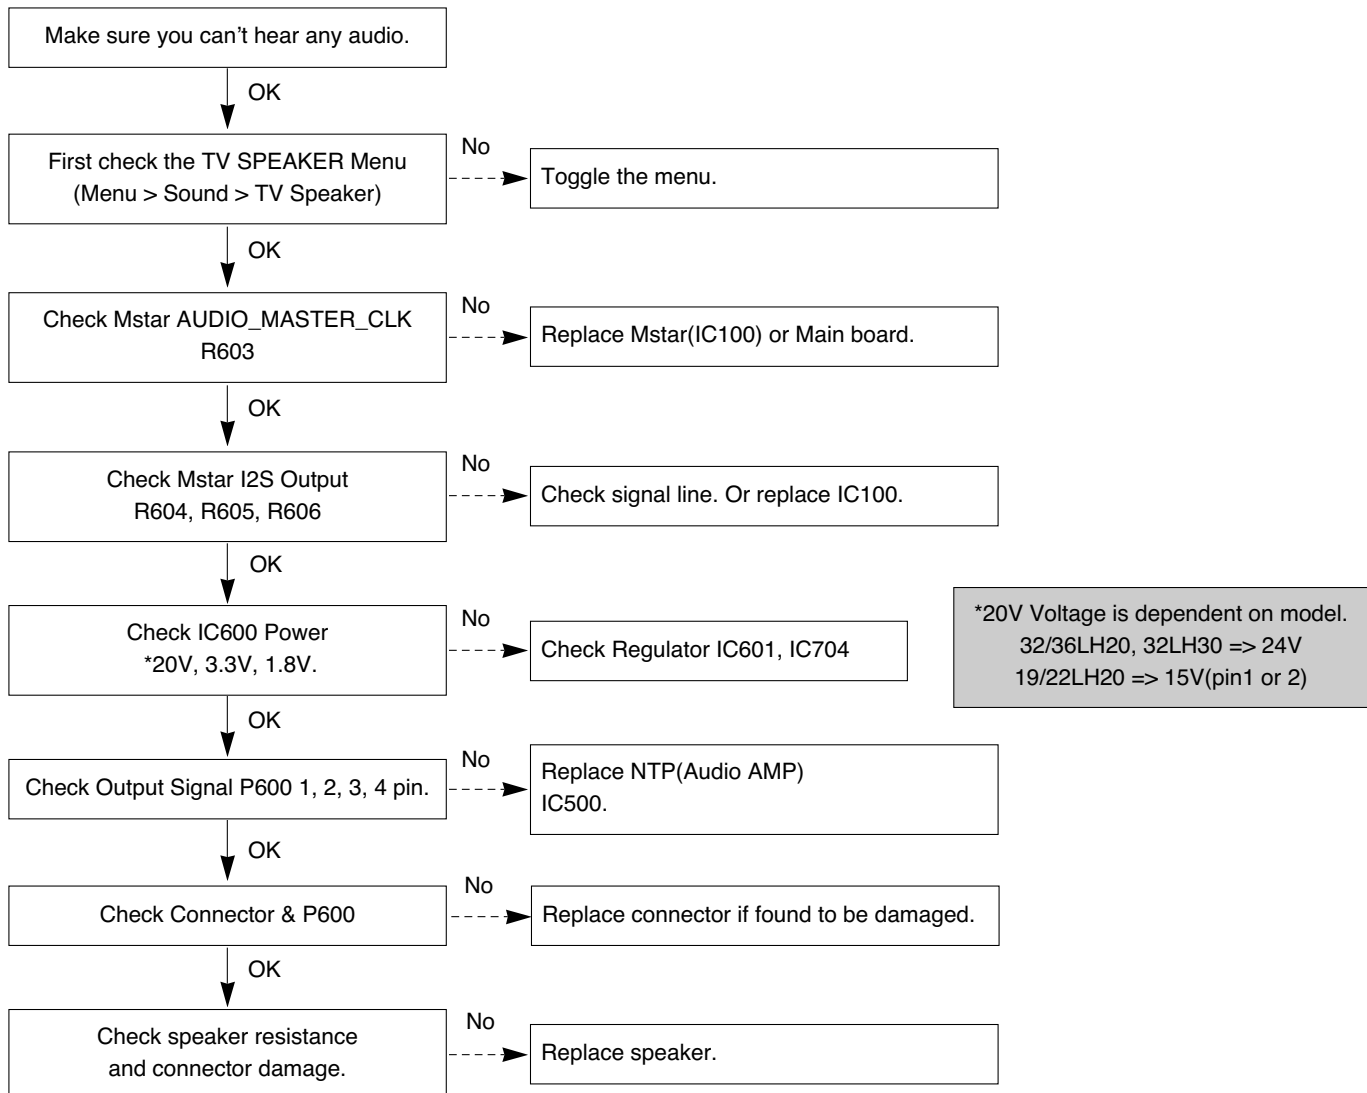 Make sure you can't hear any audio.
OK
First check the TV SPEAKER Menu
(Menu > Sound > TV Speaker)
No
Toggle the menu.
OK
Check Mstar AUDIO_MASTER_CLK
R603
No
Replace Mstar(IC100) or Main board.
OK
Check Mstar I2S Output
R604, R605, R606
No
Check signal line. Or replace IC100.
OK
Check IC600 Power
*20V, 3.3V, 1.8V.
No
Check Regulator IC601, IC704
*20V Voltage is dependent on model.
32/36LH20, 32LH30 => 24V
19/22LH20 => 15V(pin1 or 2)
OK
Check Output Signal P600 1, 2, 3, 4 pin.
No
Replace NTP(Audio AMP)
IC500.
OK
Check Connector & P600
No
Replace connector if found to be damaged.
OK
Check speaker resistance
and connector damage.
No
Replace speaker.